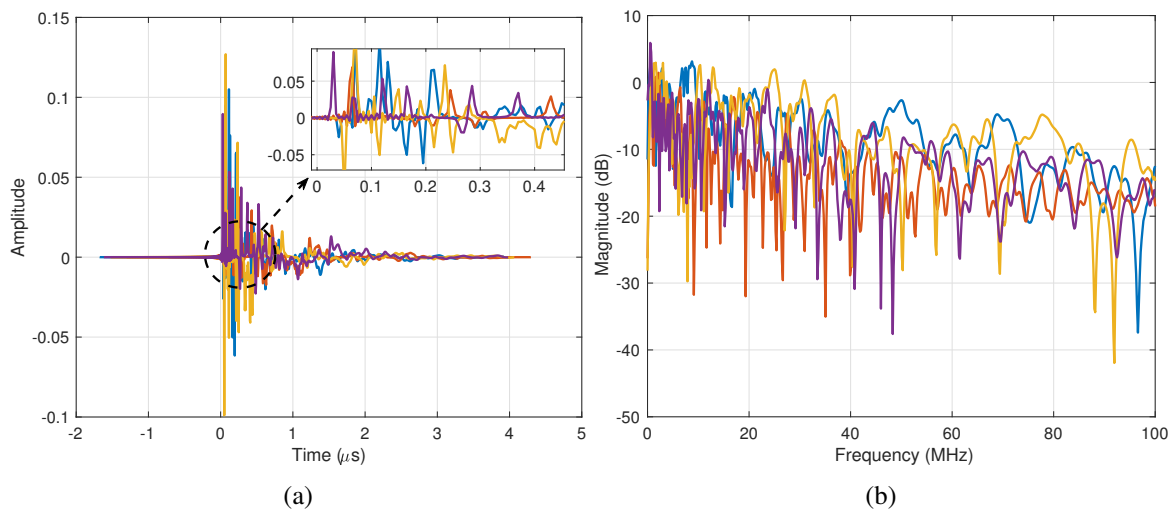 0.15
0.1
0.05
0
-0.05
-0.1
Amplitude
-2 -1 0 1 2 3 4 5
Time (μs)
0.05
0
-0.05
0 0.1 0.2 0.3 0.4
(a)
10
0
-10
-20
-30
-40
-50
Magnitude (dB)
0 20 40 60 80 100
Frequency (MHz)
(b)